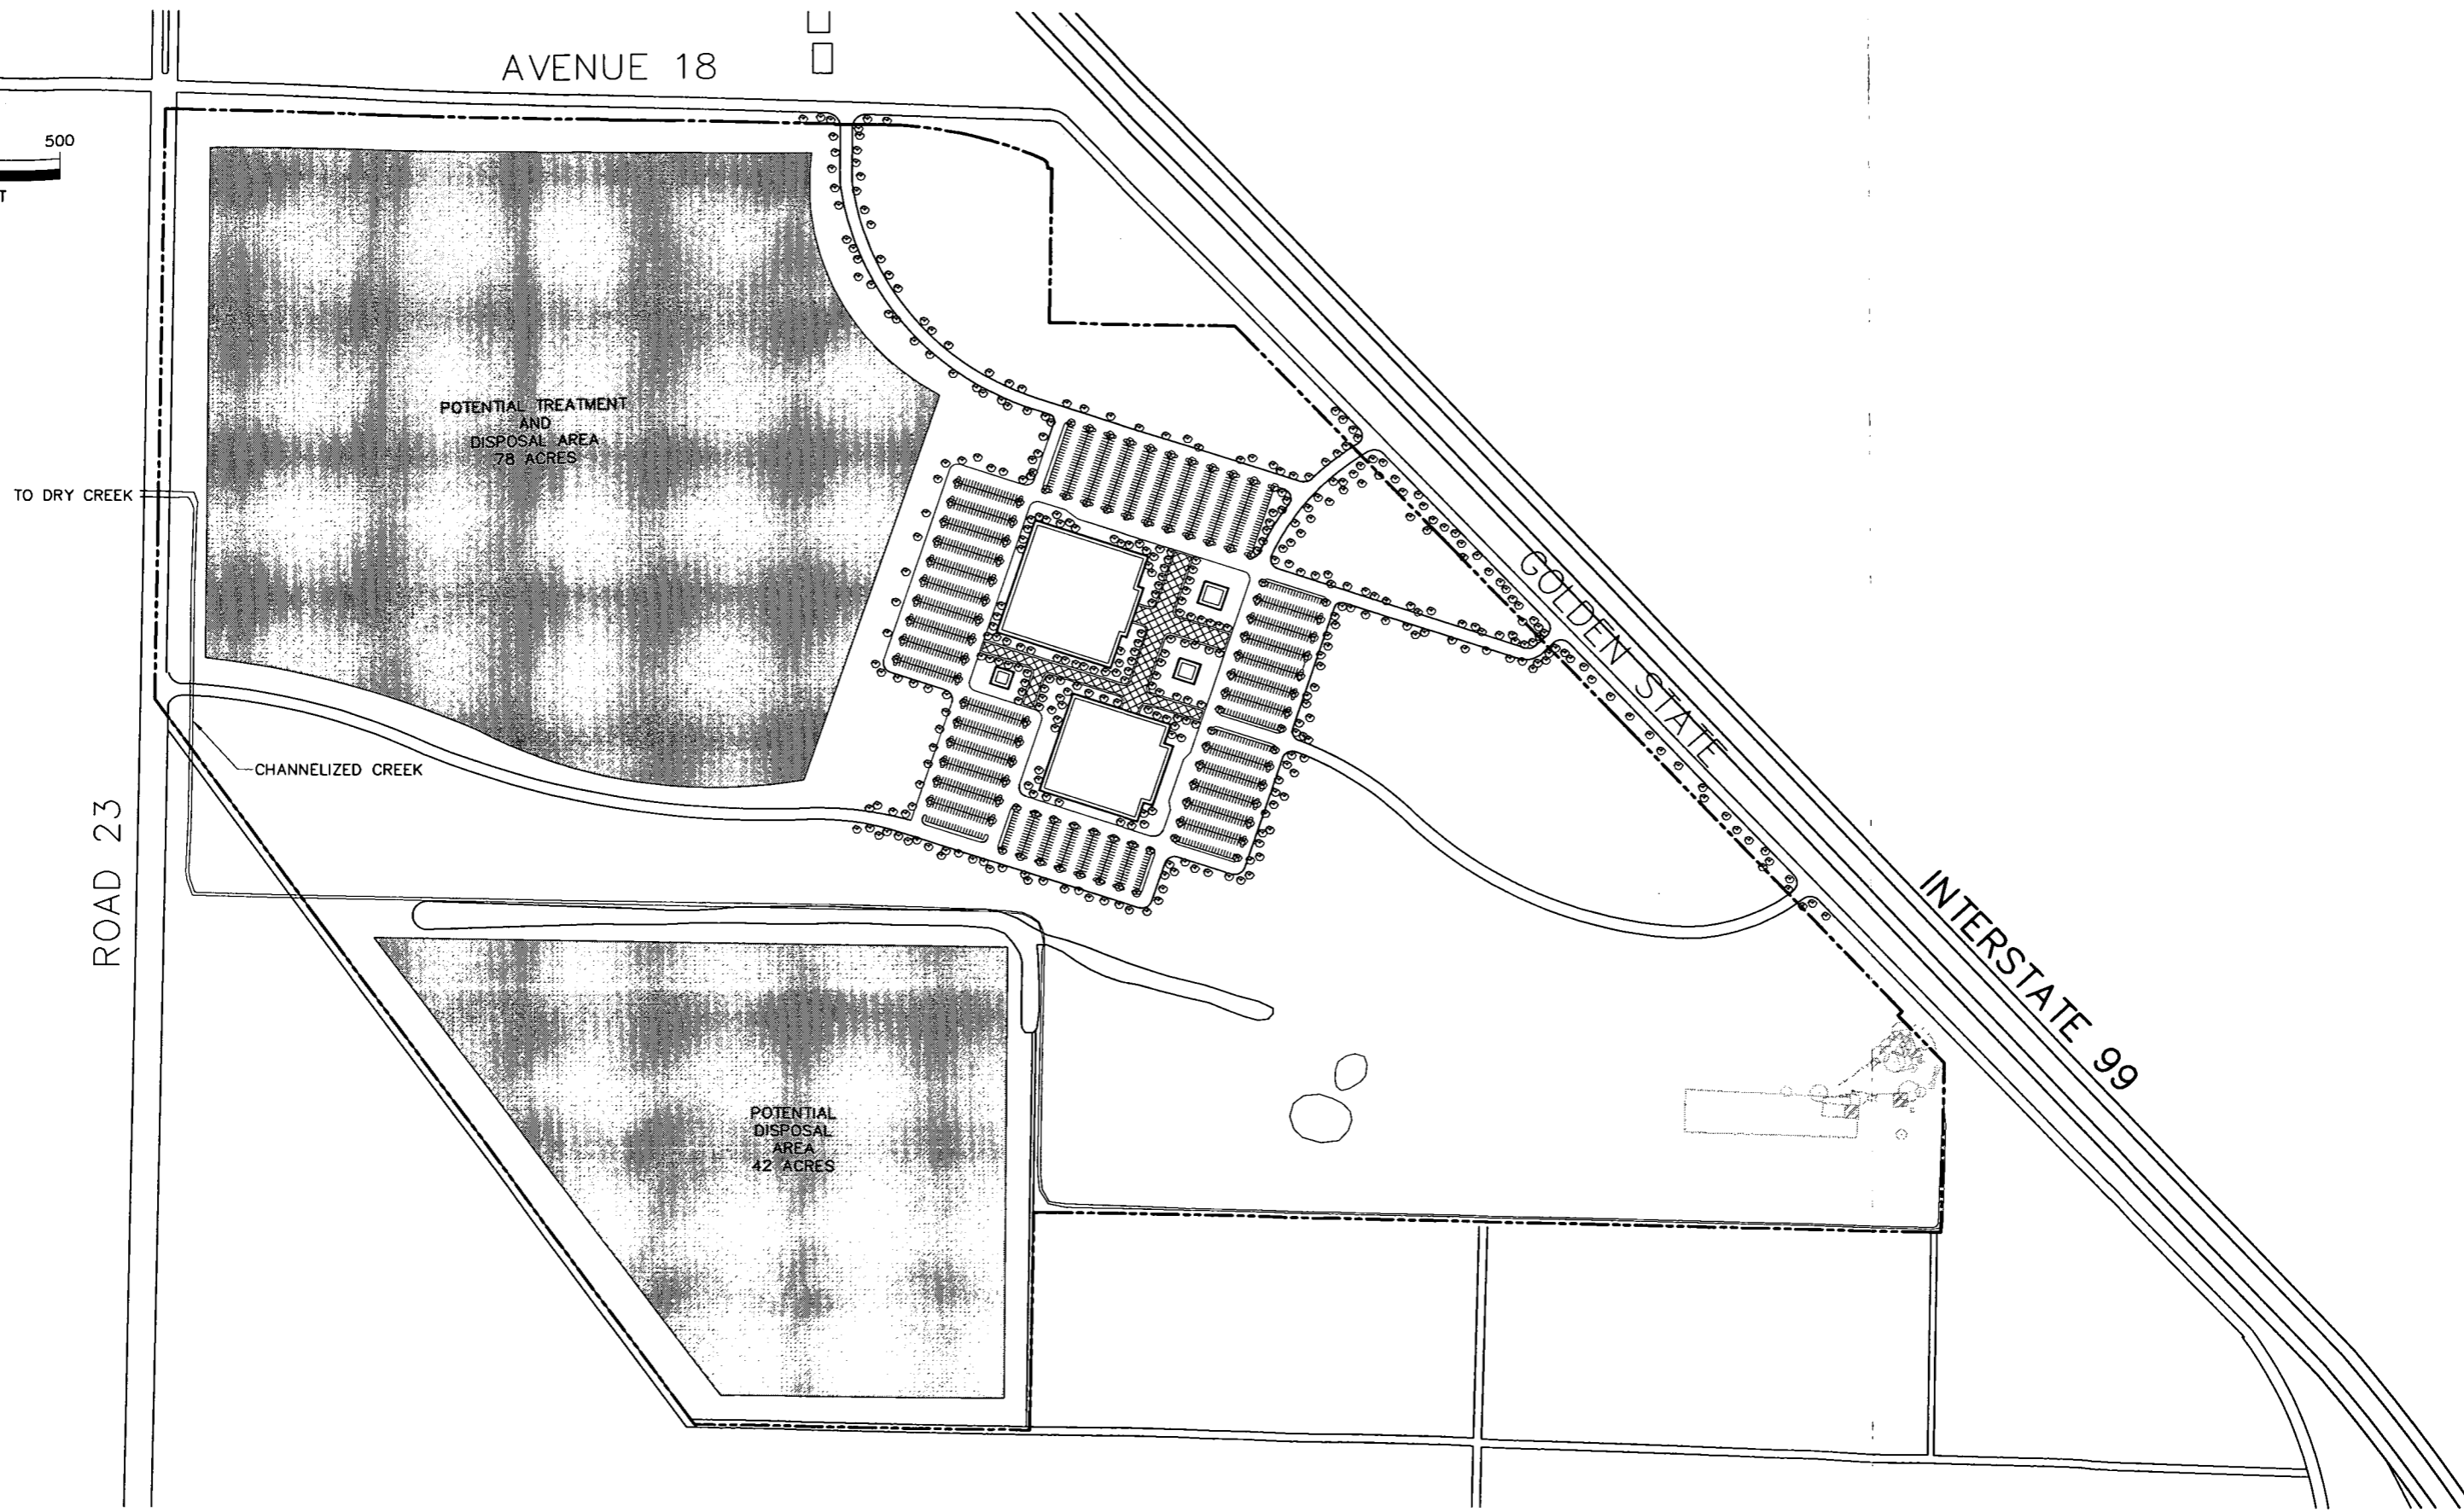 AVENUE 18
500
T
POTENTIAL TREATMENT
AND
DISPOSAL AREA
78 ACRES
TO DRY CREEK
GOLDEN STATE
CHANNELIZED CREEK
ROAD 23
INTERSTATE 99
POTENTIAL
DISPOSAL
AREA
42 ACRES